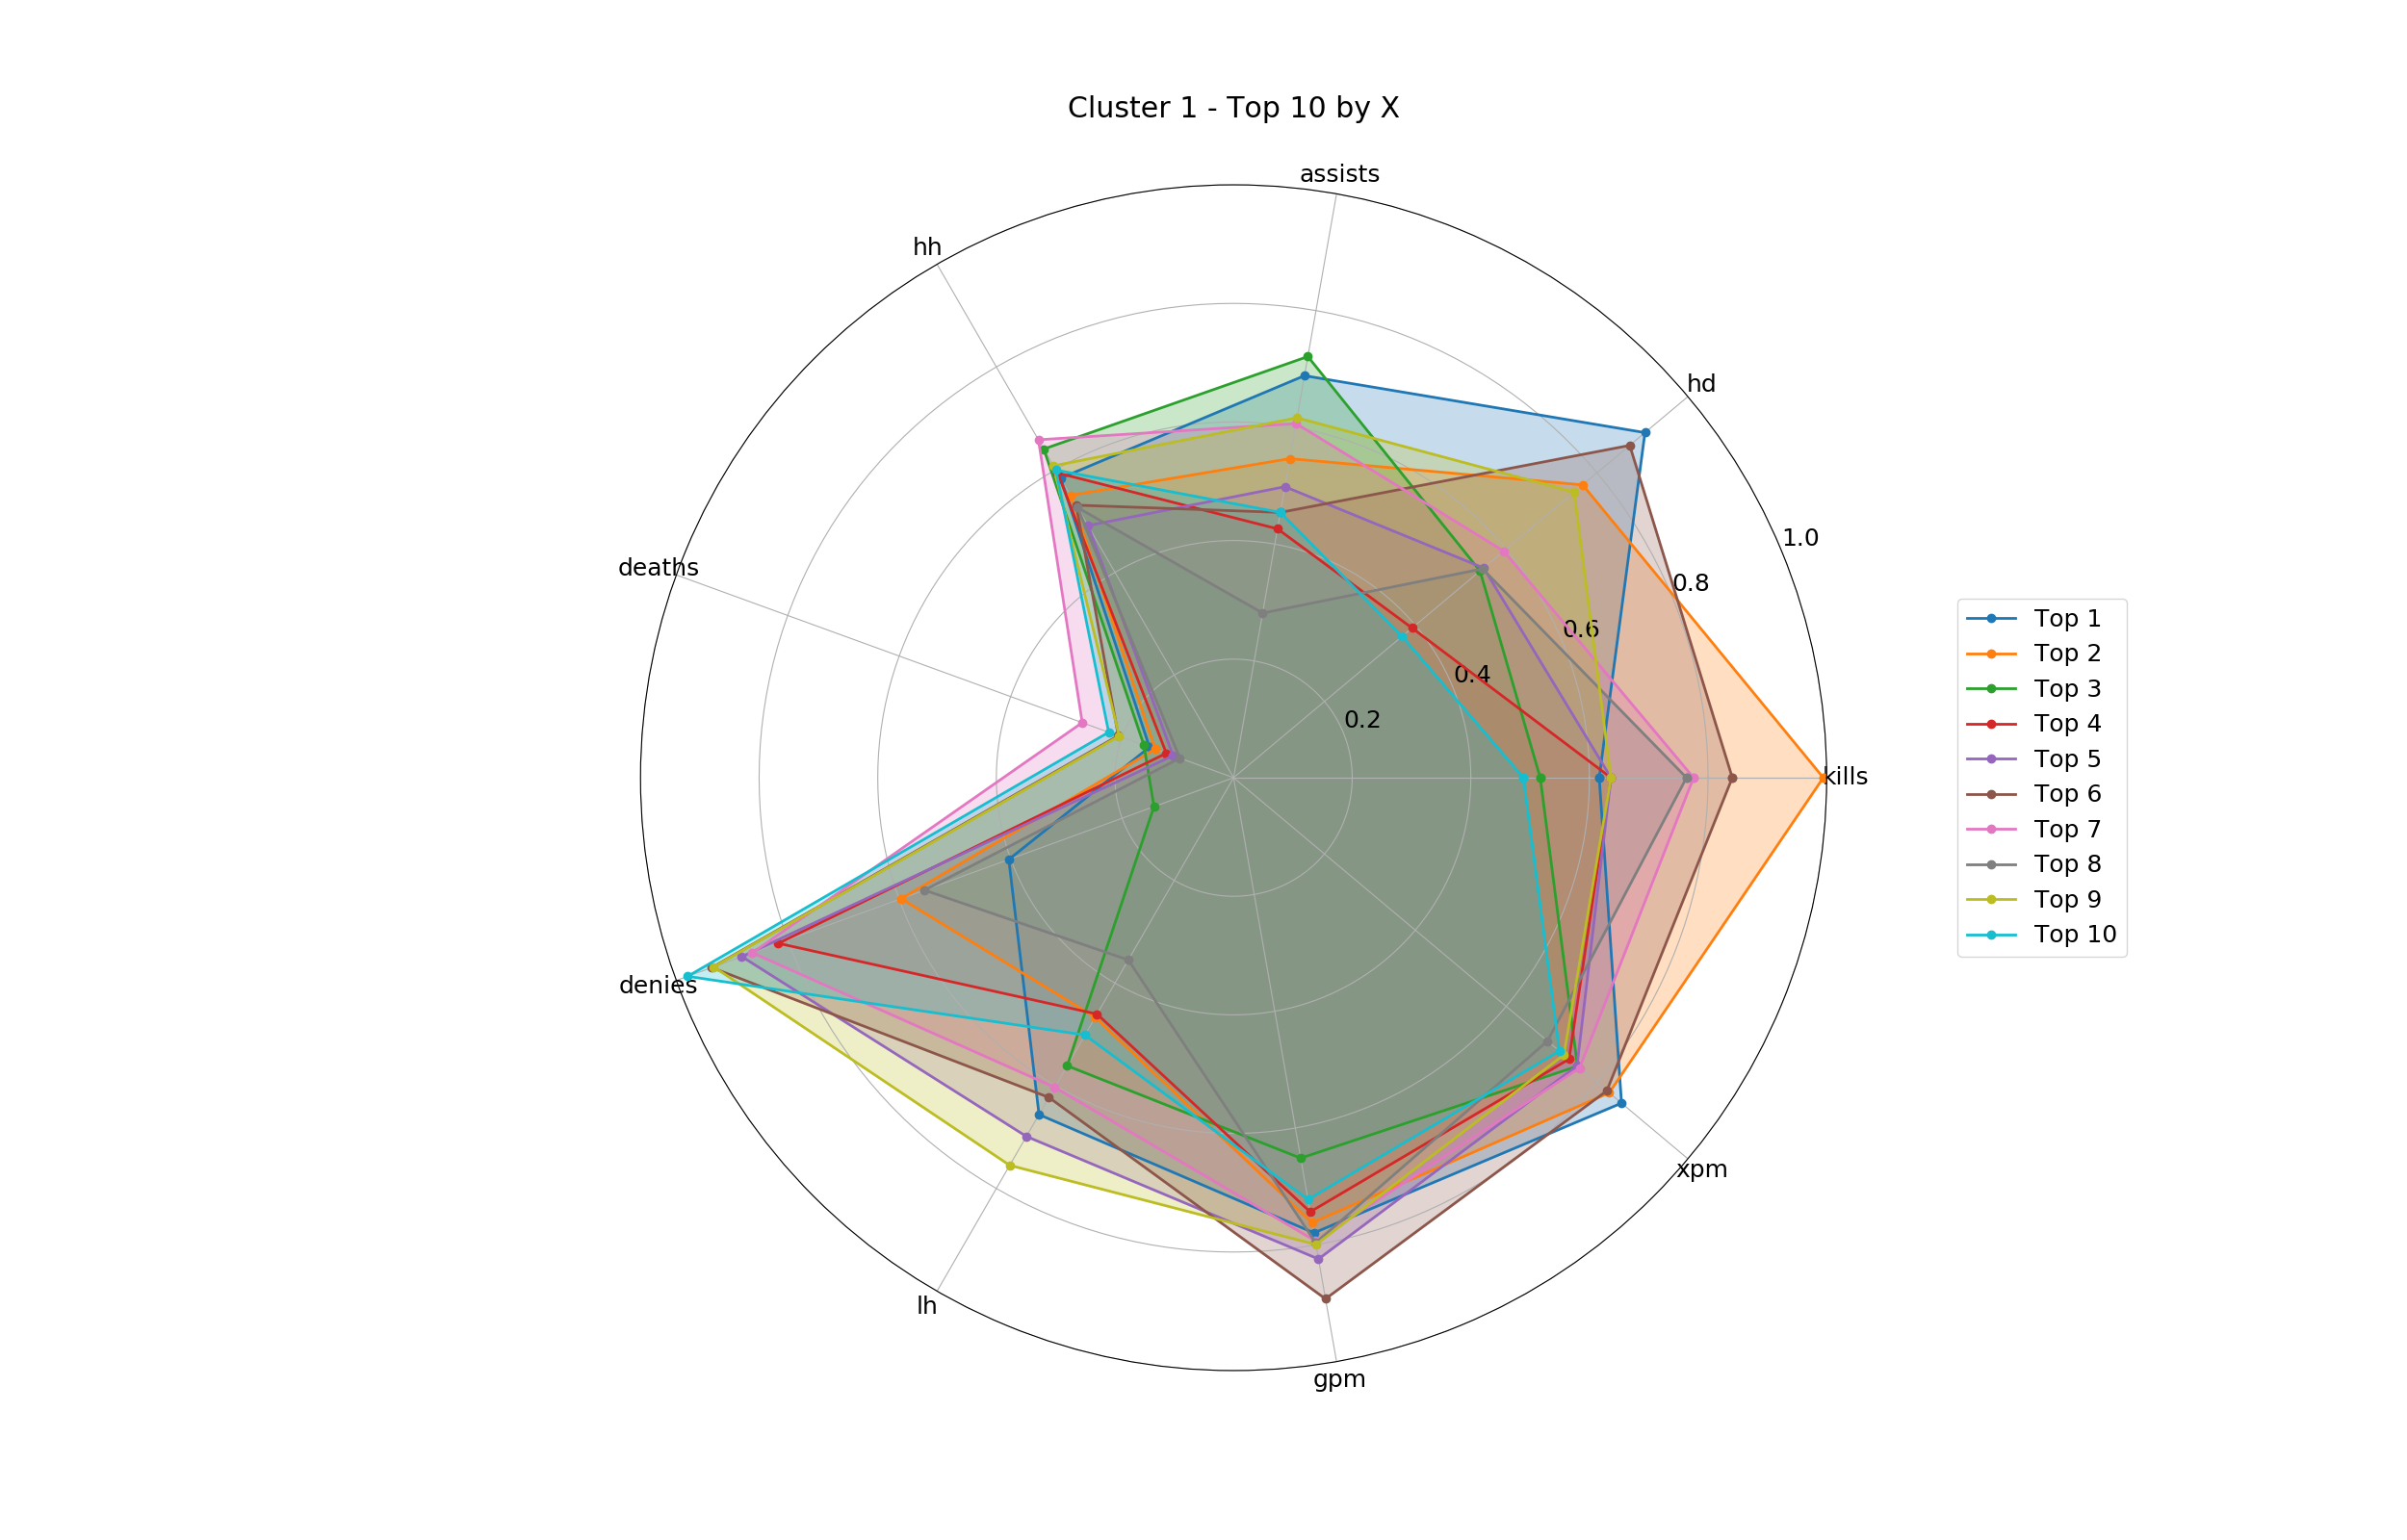 Cluster 1 - Top 10 by X
assists
hh
hd
1.0
deaths
0.8
0.6
0.4
0.2
kills
denies
xpm
lh
gpm
Top 1
Top 2
Top 3
Top 4
Top 5
Top 6
Top 7
Top 8
Top 9
Top 10